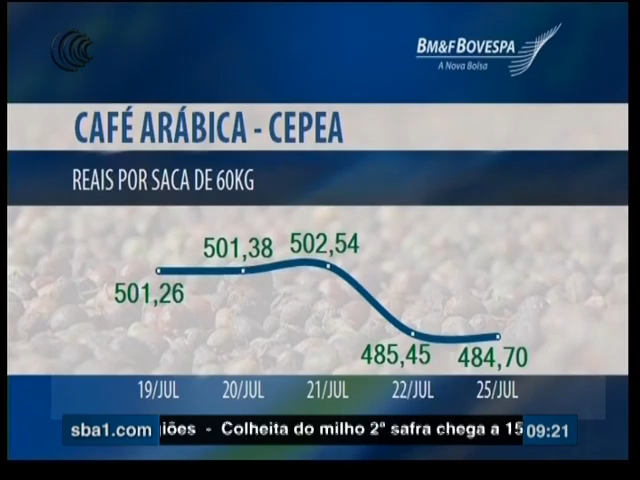 BM&FBOVESPA
A Nova Bolsa
CAFÉ ARÁBICA - CEPEA
REAIS POR SACA DE 60KG
501,26
501,38
502,54
485,45
484,70
19/JUL 20/JUL 21/JUL 22/JUL 25/JUL
sba1.com iões - Colheita do milho 2ª safra chega a 15 09:21